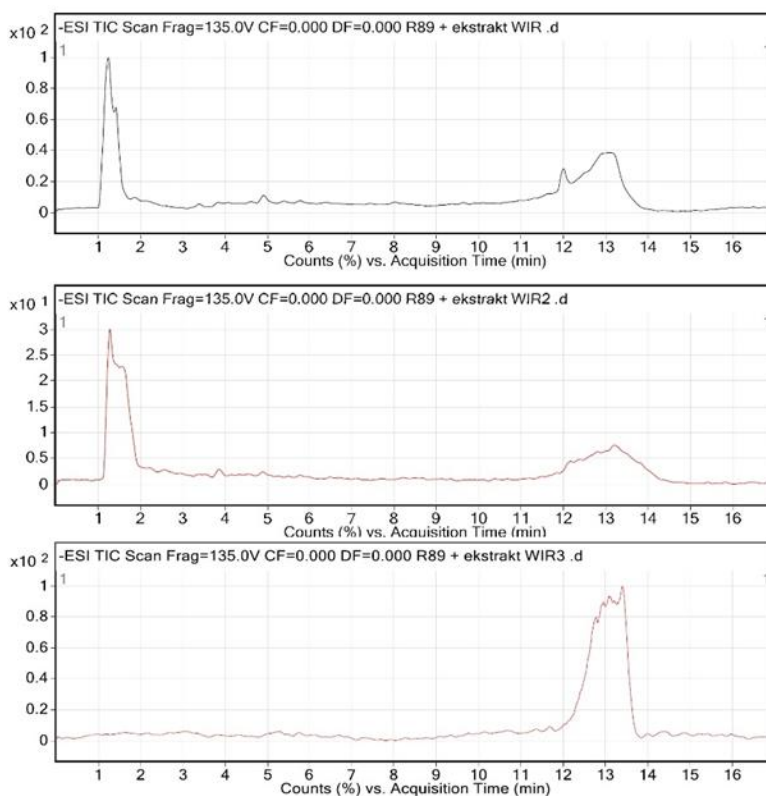 -ESI TIC Scan Frag=135.0V CF=0.000 DF=0.000 R89 + ekstrakt WIR .d
x10 2
1
1
0.8
0.6
0.4
0.2
0
1 2 3 4 5 6 7 8 9 10 11 12 13 14 15 16
Counts (%) vs. Acquisition Time (min)
-ESI TIC Scan Frag=135.0V CF=0.000 DF=0.000 R89 + ekstrakt WIR2 .d
x10 1
1
3
2.5
2
1.5
1
0.5
0
1 2 3 4 5 6 7 8 9 10 11 12 13 14 15 16
Counts (%) vs. Acquisition Time (min)
-ESI TIC Scan Frag=135.0V CF=0.000 DF=0.000 R89 + ekstrakt WIR3 .d
x10 2
1
1
0.8
0.6
0.4
0.2
0
1 2 3 4 5 6 7 8 9 10 11 12 13 14 15 16
Counts (%) vs. Acquisition Time (min)